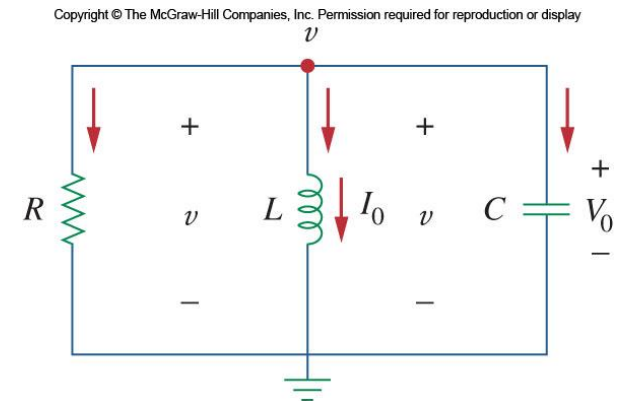 Copyright © The McGraw-Hill Companies, Inc. Permission required for reproduction or display
v
+ + +
R v L I0 v C V0
– – –